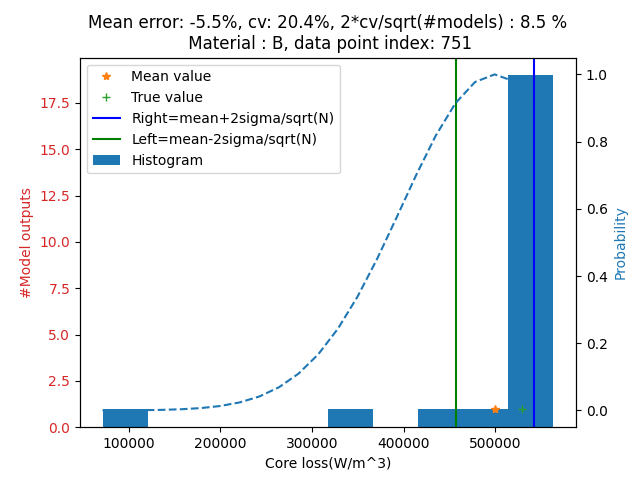 Mean error: -5.5%, cv: 20.4%, 2*cv/sqrt(#models) : 8.5 %
Material : B, data point index: 751
Mean value
True value
Right=mean+2sigma/sqrt(N)
Left=mean-2sigma/sqrt(N)
Histogram
17.5
15.0
12.5
10.0
7.5
5.0
2.5
0.0
#Model outputs
1.0
0.8
0.6
0.4
0.2
0.0
Probability
100000 200000 300000 400000 500000
Core loss(W/m^3)